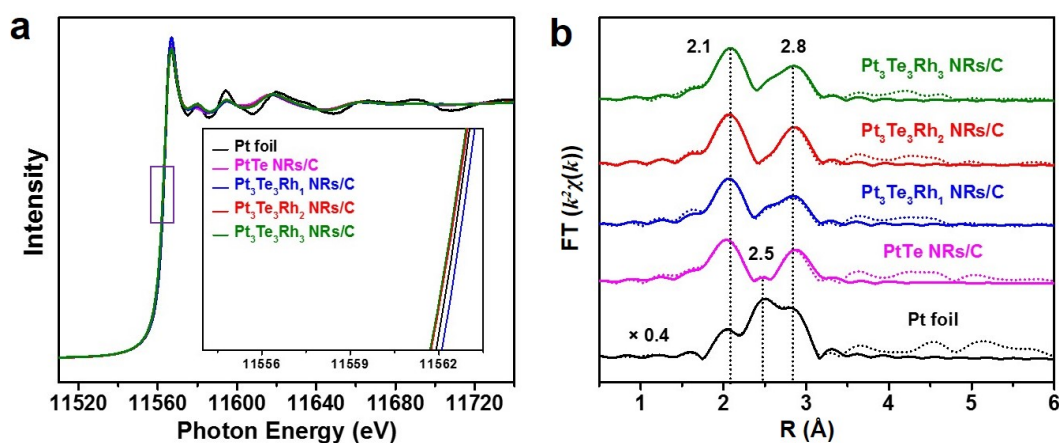 a
Intensity
Pt foil
PtTe NRs/C
Pt₃Te₃Rh₁ NRs/C
Pt₃Te₃Rh₂ NRs/C
Pt₃Te₃Rh₃ NRs/C
11556 11559 11562
11520 11560 11600 11640 11680 11720
Photon Energy (eV)
b
FT (k²χ(k))
2.1 2.8
Pt₃Te₃Rh₃ NRs/C
Pt₃Te₃Rh₂ NRs/C
Pt₃Te₃Rh₁ NRs/C
2.5 PtTe NRs/C
× 0.4 Pt foil
1 2 3 4 5 6
R (Å)